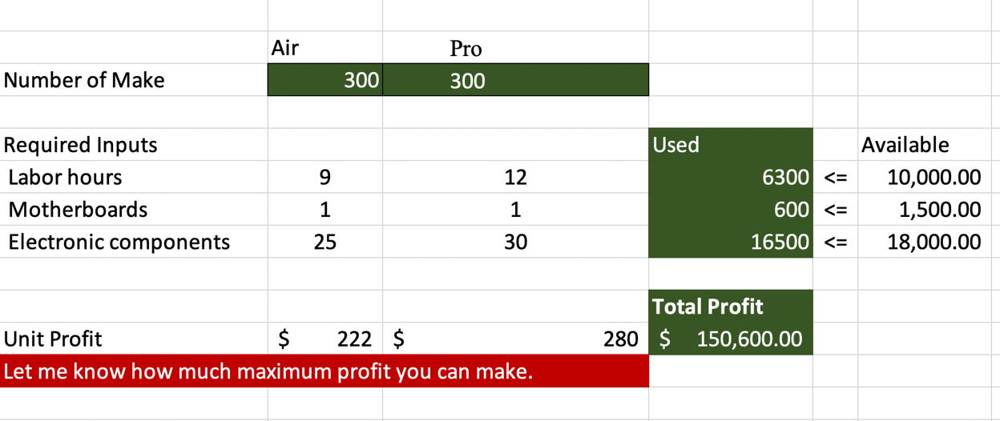 Air Pro
Number of Make 300 300
Required Inputs Used Available
Labor hours 9 12 6300 <= 10,000.00
Motherboards 1 1 600 <= 1,500.00
Electronic components 25 30 16500 <= 18,000.00
Total Profit
Unit Profit $ 222 $ 280 $ 150,600.00
Let me know how much maximum profit you can make.